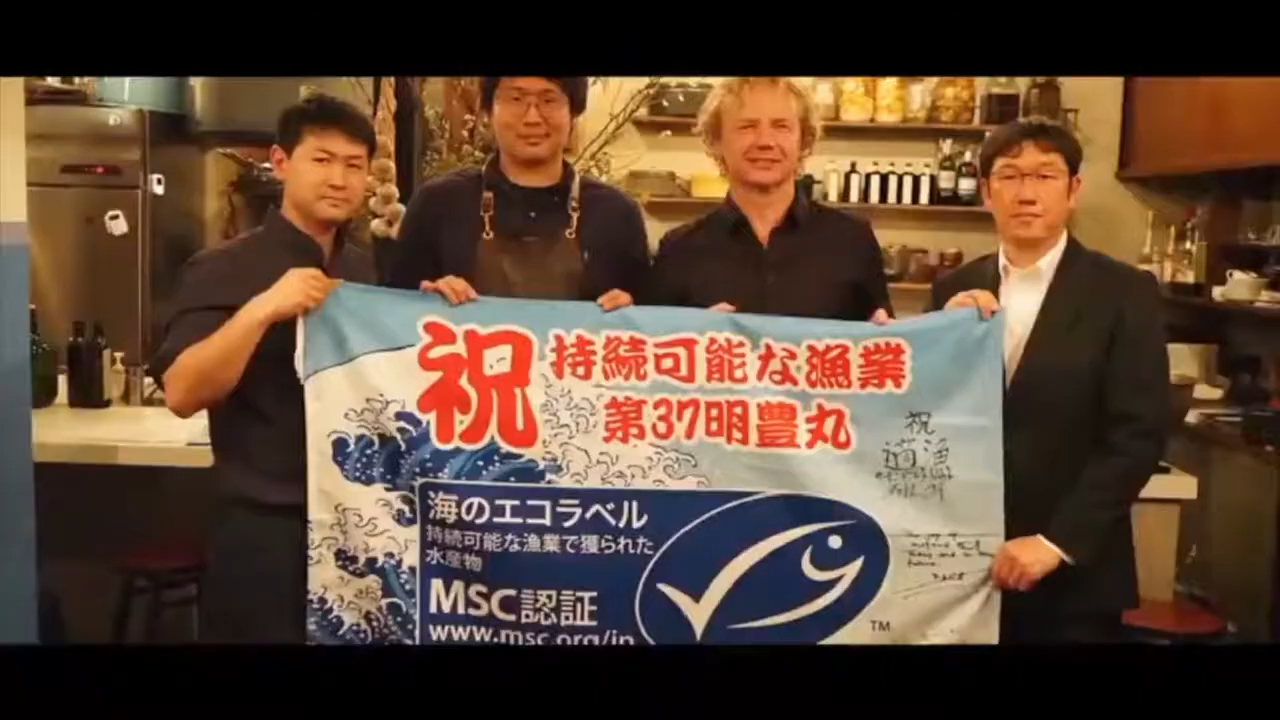 祝 持続可能な漁業
第37明豊丸
祝
海のエコラベル
持続可能な漁業で獲られた
水産物
MSC認証
www.msc.org/jp
TM